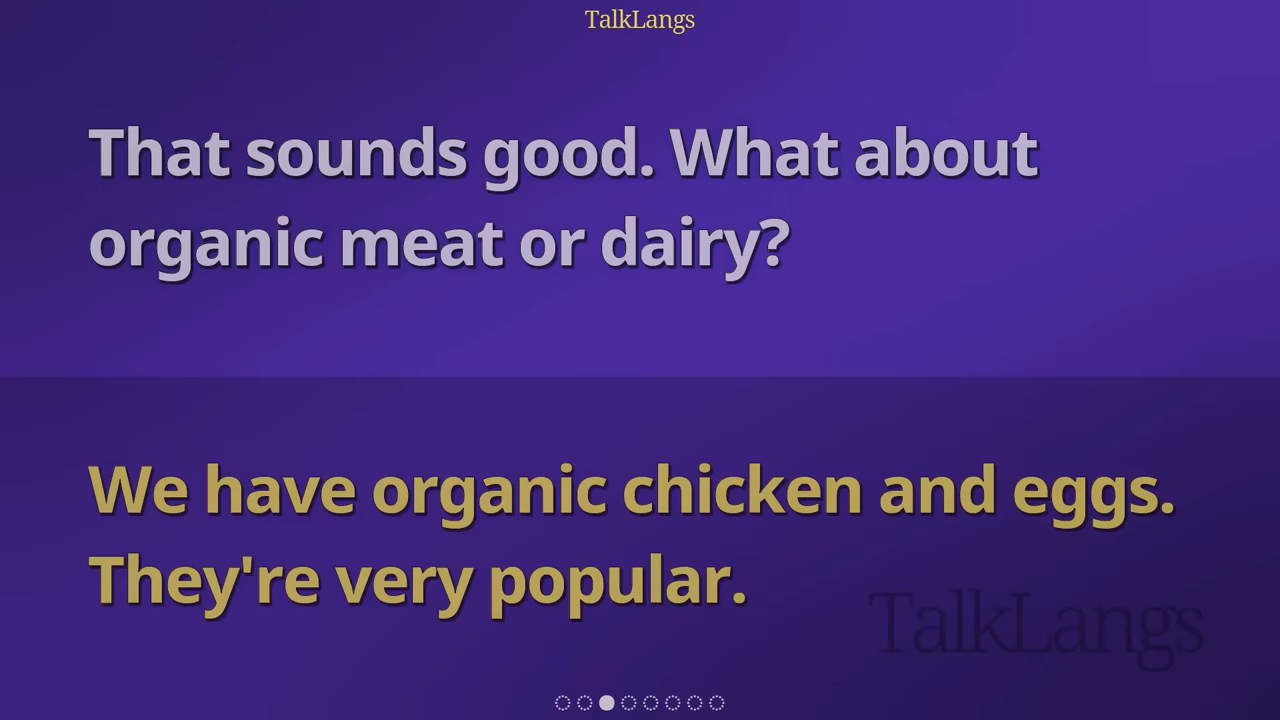 TalkLangs
That sounds good. What about
organic meat or dairy?
We have organic chicken and eggs.
They're very popular.
TalkLangs